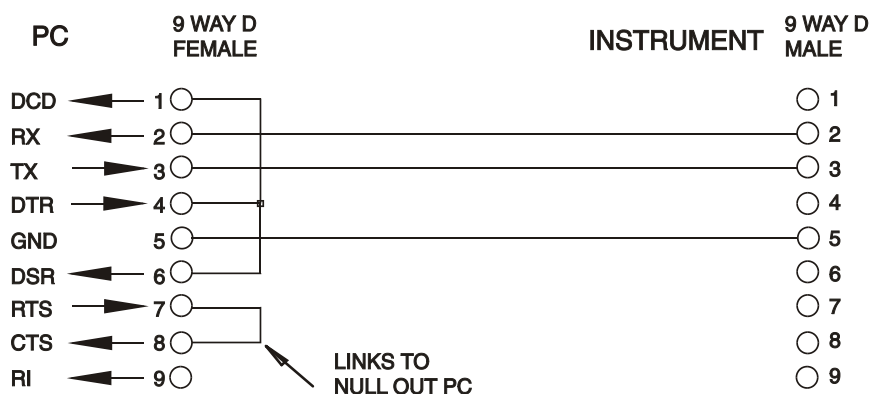 PC
9 WAY D
FEMALE
INSTRUMENT
9 WAY D
MALE
DCD 1 1
RX 2 2
TX 3 3
DTR 4 4
GND 5 5
DSR 6 6
RTS 7 7
CTS 8 8
RI 9 9
LINKS TO
NULL OUT PC